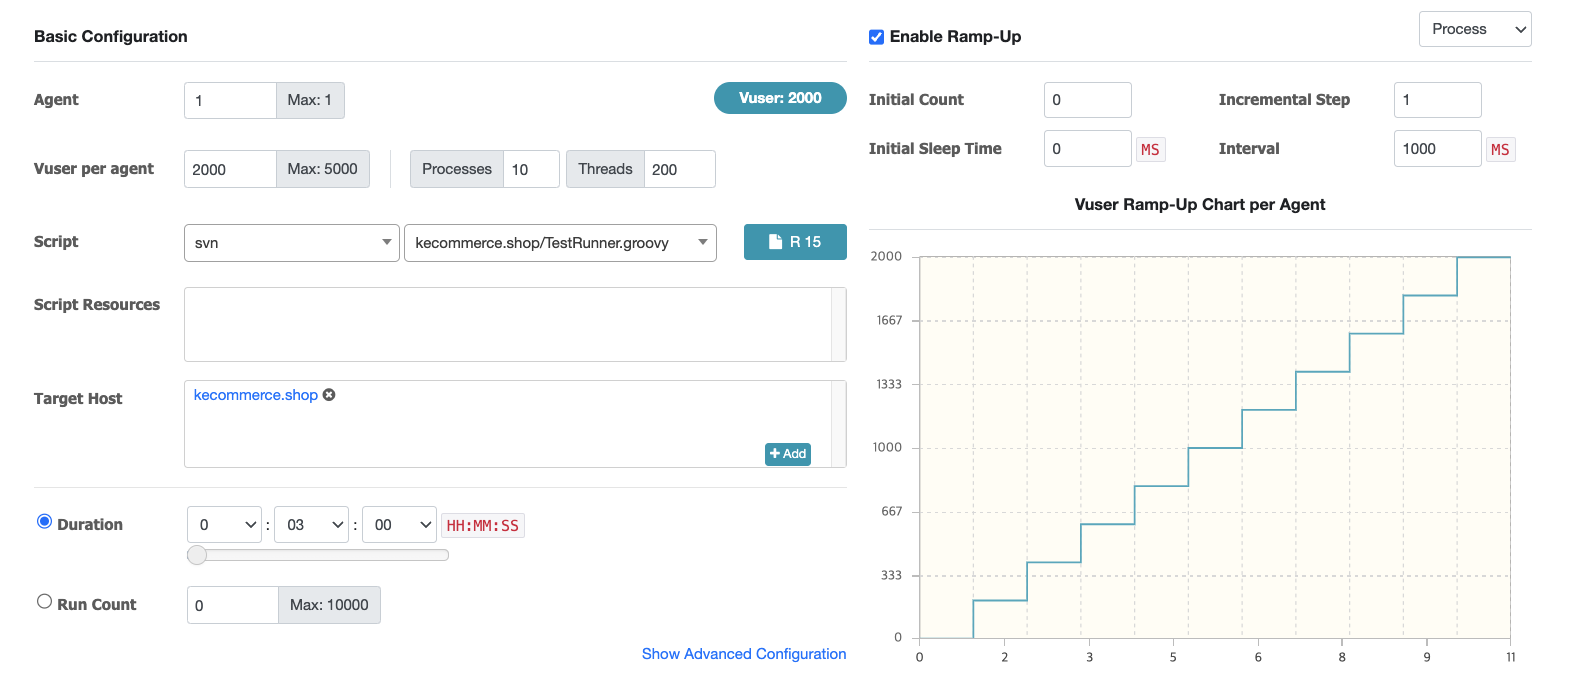 Basic Configuration
Agent
1
Max: 1
Vuser: 2000
Vuser per agent
2000
Max: 5000
Processes
10
Threads
200
Script
svn
kecommerce.shop/TestRunner.groovy
R 15
Script Resources
Target Host
kecommerce.shop
Add
Duration
0 : 03 : 00
HH:MM:SS
Run Count
0
Max: 10000
Show Advanced Configuration
Enable Ramp-Up
Process
Initial Count
0
Incremental Step
1
Initial Sleep Time
0
MS
Interval
1000
MS
Vuser Ramp-Up Chart per Agent
2000
1667
1333
1000
667
333
0
0 2 3 5 6 8 9 11